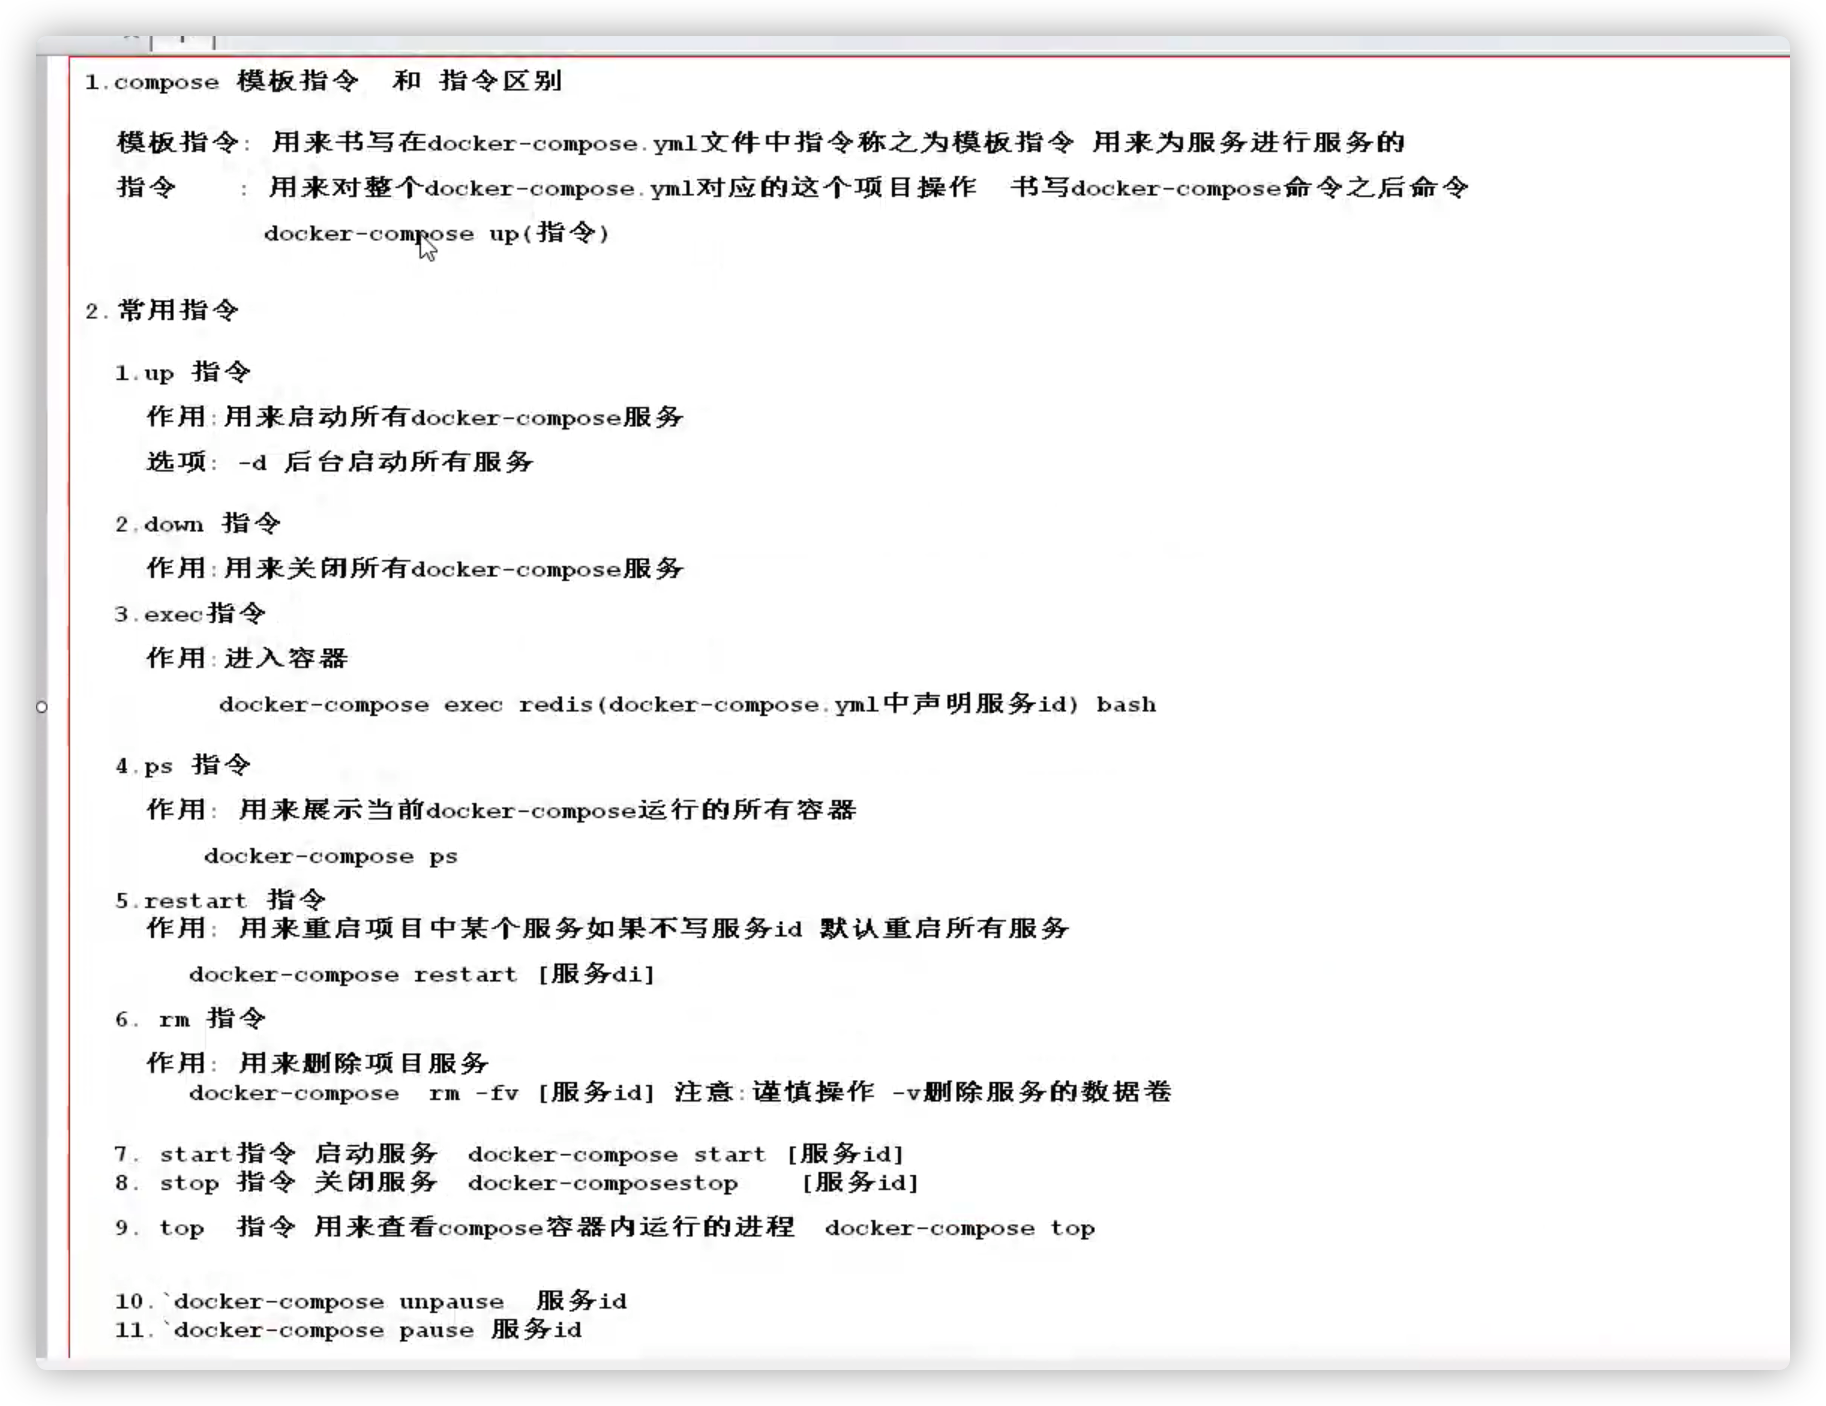 1.compose 模板指令 和 指令区别
模板指令: 用来书写在docker-compose.yml文件中指令称之为模板指令 用来为服务进行服务的
指令 : 用来对整个docker-compose.yml对应的这个项目操作 书写docker-compose命令之后命令
docker-compose up(指令)
2.常用指令
1.up 指令
作用:用来启动所有docker-compose服务
选项: -d 后台启动所有服务
2.down 指令
作用:用来关闭所有docker-compose服务
3.exec指令
作用:进入容器
docker-compose exec redis(docker-compose.yml中声明服务id) bash
4.ps 指令
作用: 用来展示当前docker-compose运行的所有容器
docker-compose ps
5.restart 指令
作用: 用来重启项目中某个服务如果不写服务id 默认重启所有服务
docker-compose restart [服务di]
6. rm 指令
作用: 用来删除项目服务
docker-compose rm -fv [服务id] 注意:谨慎操作 -v删除服务的数据卷
7. start指令 启动服务 docker-compose start [服务id]
8. stop 指令 关闭服务 docker-composestop [服务id]
9. top 指令 用来查看compose容器内运行的进程 docker-compose top
10.`docker-compose unpause 服务id
11.`docker-compose pause 服务id